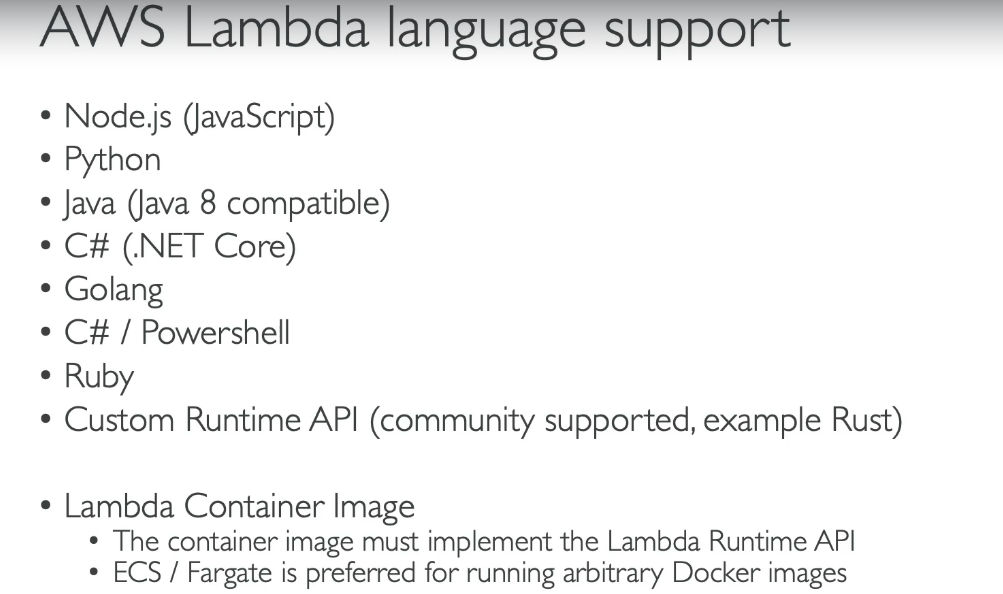 AWS Lambda language support
• Node.js (JavaScript)
• Python
• Java (Java 8 compatible)
• C# (.NET Core)
• Golang
• C# / Powershell
• Ruby
• Custom Runtime API (community supported, example Rust)
• Lambda Container Image
• The container image must implement the Lambda Runtime API
• ECS / Fargate is preferred for running arbitrary Docker images